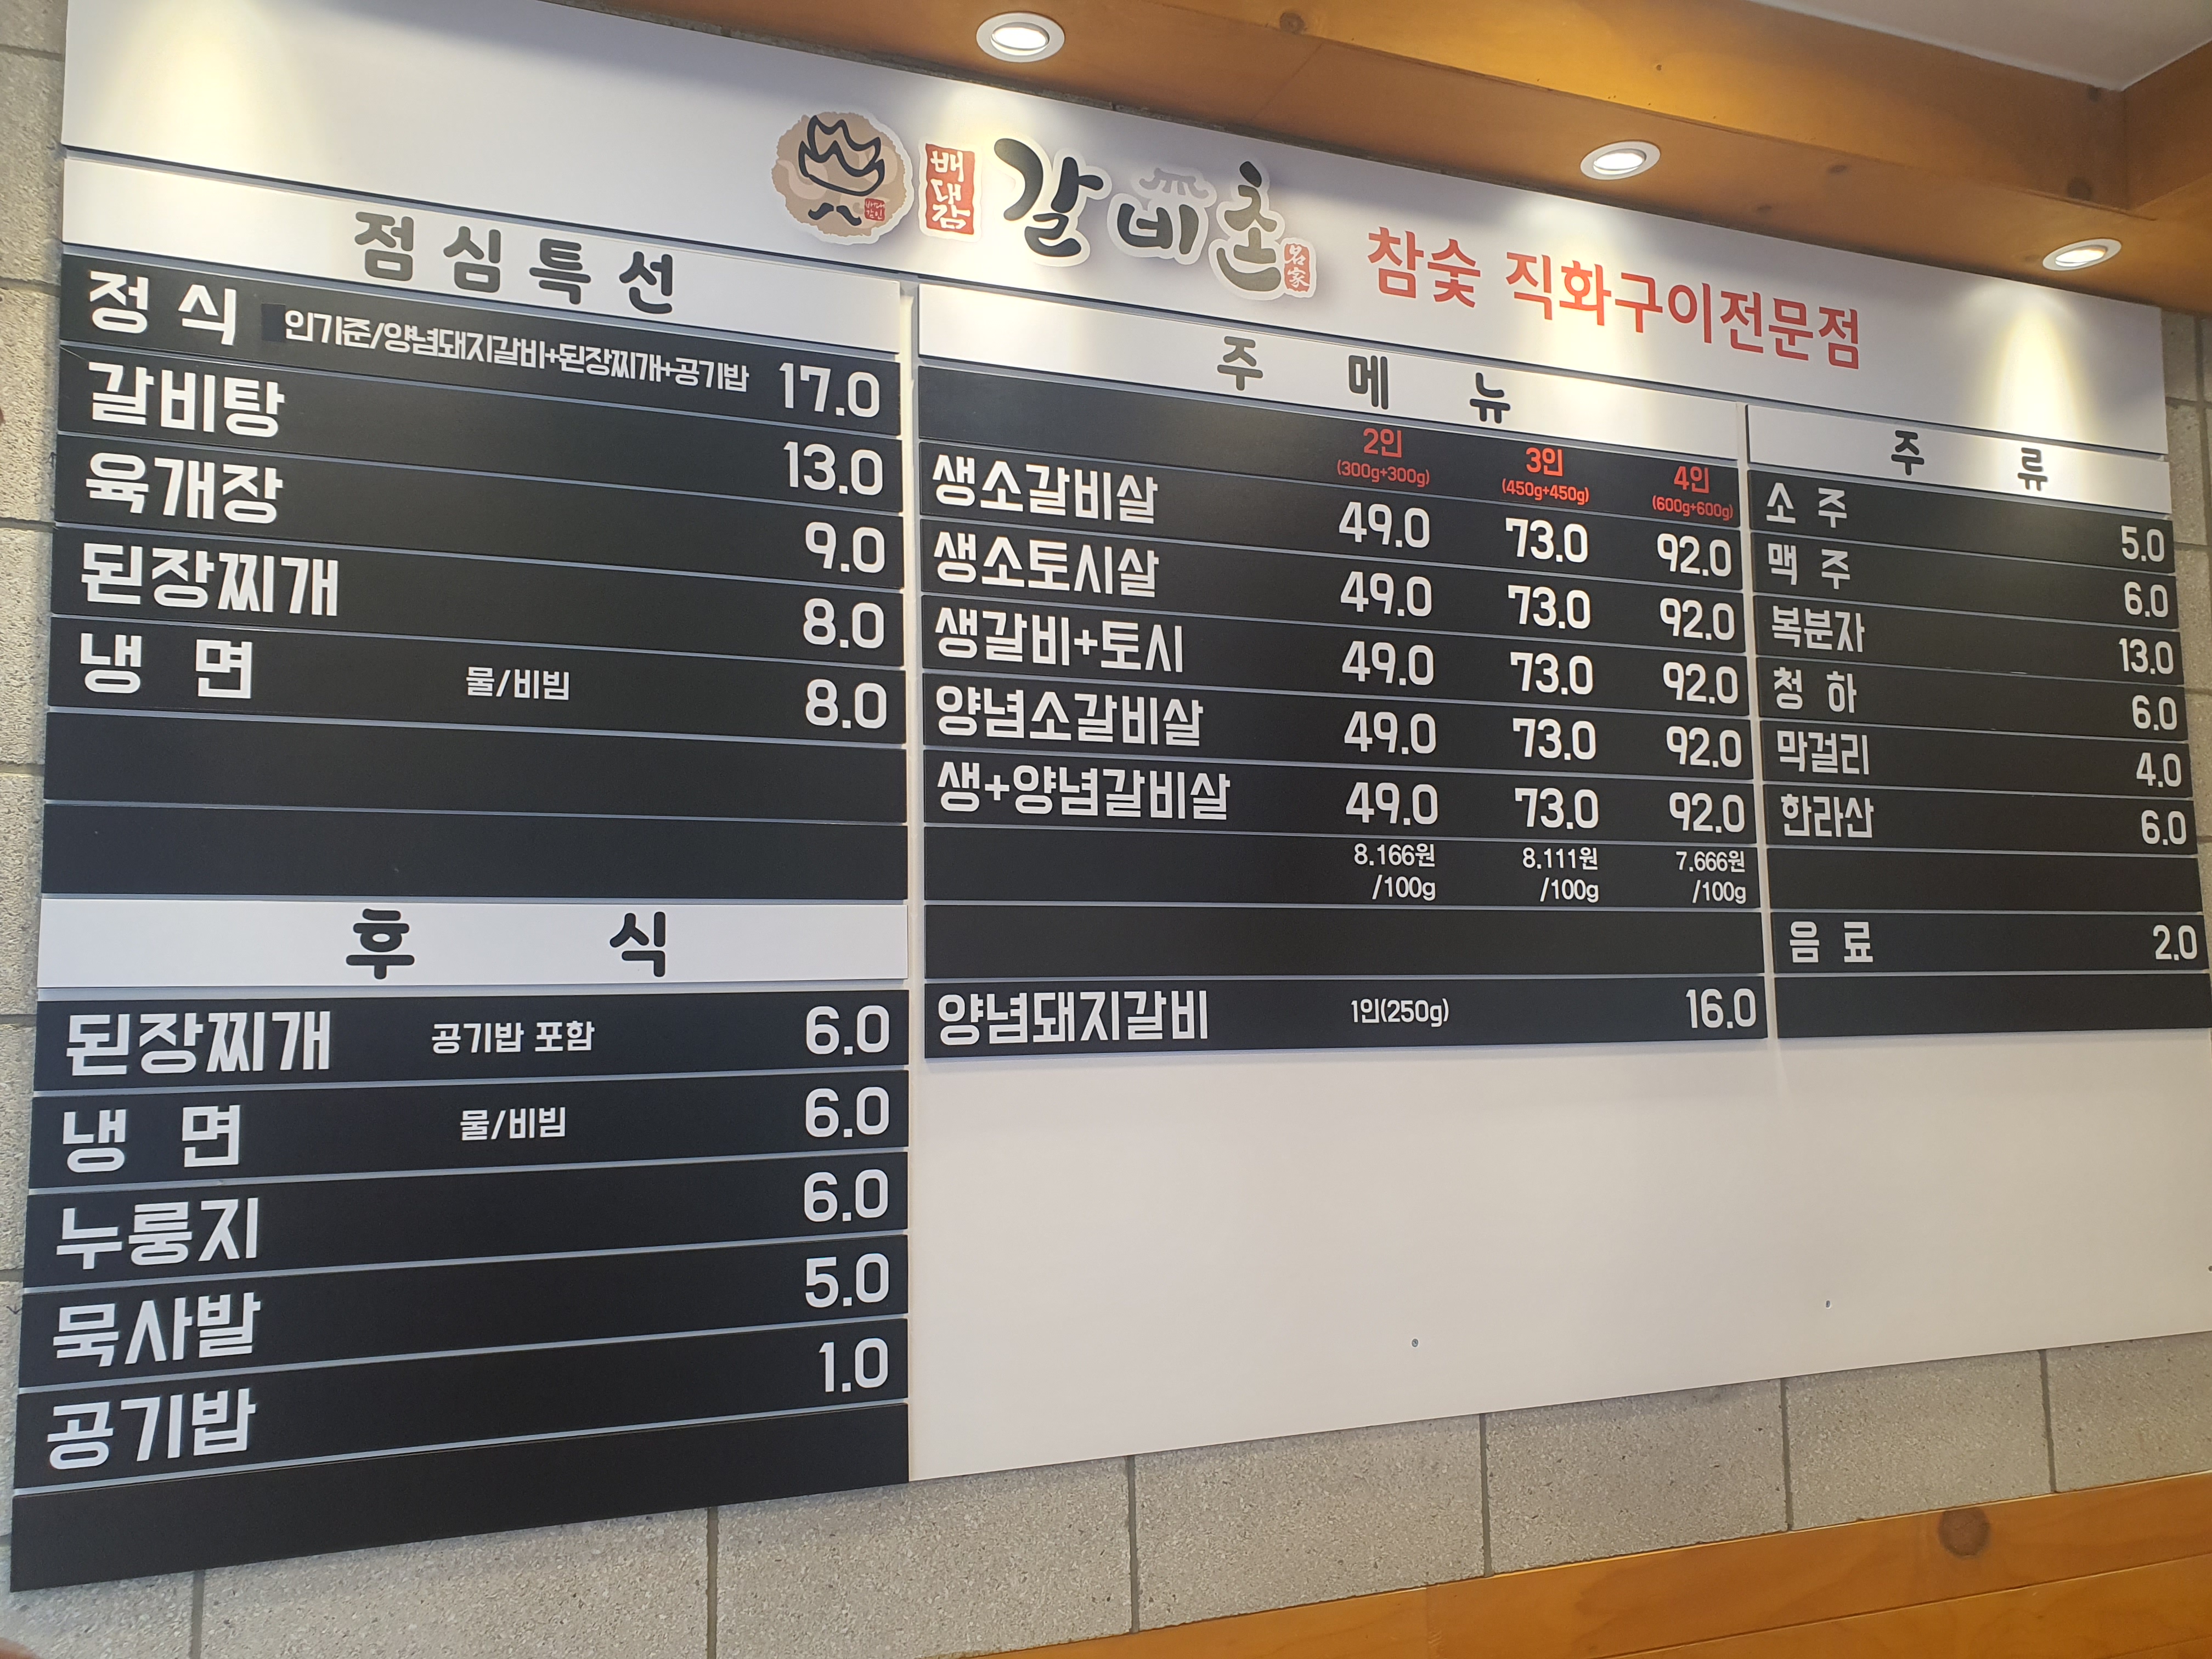 배대감 갈비촌 名家 참숯 직화구이전문점
점심특선
정식 인기준/양념돼지갈비+된장찌개+공기밥 17.0
갈비탕 13.0
육개장 9.0
된장찌개 8.0
냉면 물/비빔 8.0
후식
된장찌개 공기밥 포함 6.0
냉면 물/비빔 6.0
누룽지 6.0
묵사발 5.0
공기밥 1.0
주메뉴
2인 3인 4인
(300g+300g) (450g+450g) (600g+600g)
생소갈비살 49.0 73.0 92.0
생소토시살 49.0 73.0 92.0
생갈비+토시 49.0 73.0 92.0
양념소갈비살 49.0 73.0 92.0
생+양념갈비살 49.0 73.0 92.0
8.166원 8.111원 7.666원
/100g /100g /100g
양념돼지갈비 1인(250g) 16.0
주류
소주 5.0
맥주 6.0
복분자 13.0
청하 6.0
막걸리 4.0
한라산 6.0
음료 2.0